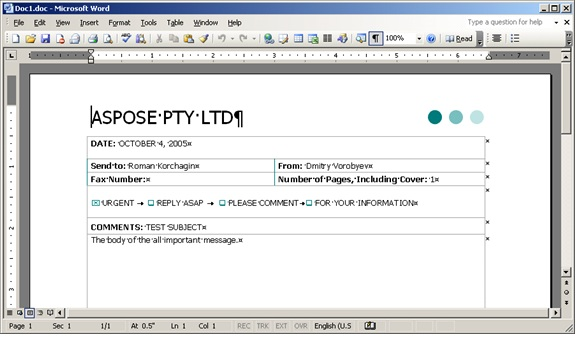 Doc1.doc - Microsoft Word
File Edit View Insert Format Tools Table Window Help Type a question for help
100% Read
ASPOSE PTY LTD
DATE: OCTOBER 4, 2005
Send to: Roman Korchagin From: Dmitry Vorobyev
Fax Number: Number of Pages, Including Cover: 1
URGENT REPLY ASAP PLEASE COMMENT FOR YOUR INFORMATION
COMMENTS: TEST SUBJECT
The body of the all important message.
Page 1 Sec 1 1/1 At 0.5" Ln 1 Col 1 REC TRK EXT OVR English (U.S